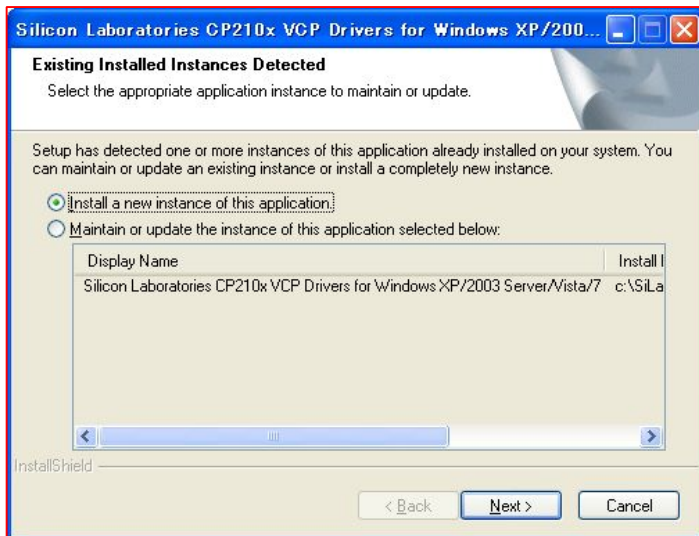 Silicon Laboratories CP210x VCP Drivers for Windows XP/200...
Existing Installed Instances Detected
Select the appropriate application instance to maintain or update.
Setup has detected one or more instances of this application already installed on your system. You
can maintain or update an existing instance or install a completely new instance.
Install a new instance of this application.
Maintain or update the instance of this application selected below:
Display Name Install I
Silicon Laboratories CP210x VCP Drivers for Windows XP/2003 Server/Vista/7 c:\SiLa
InstallShield
< Back Next > Cancel